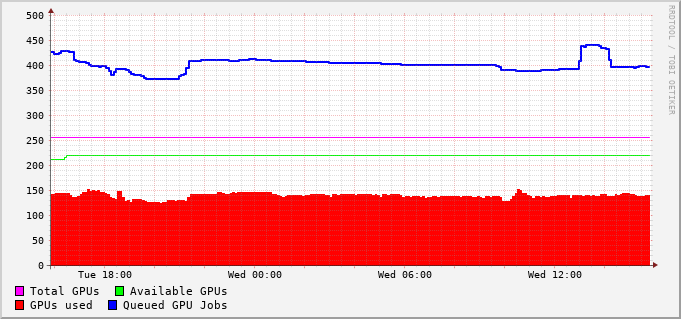 500
450
400
350
300
250
200
150
100
50
0
Tue 18:00 Wed 00:00 Wed 06:00 Wed 12:00
Total GPUs Available GPUs
GPUs used Queued GPU Jobs
RRDTOOL / TOBI OETIKER